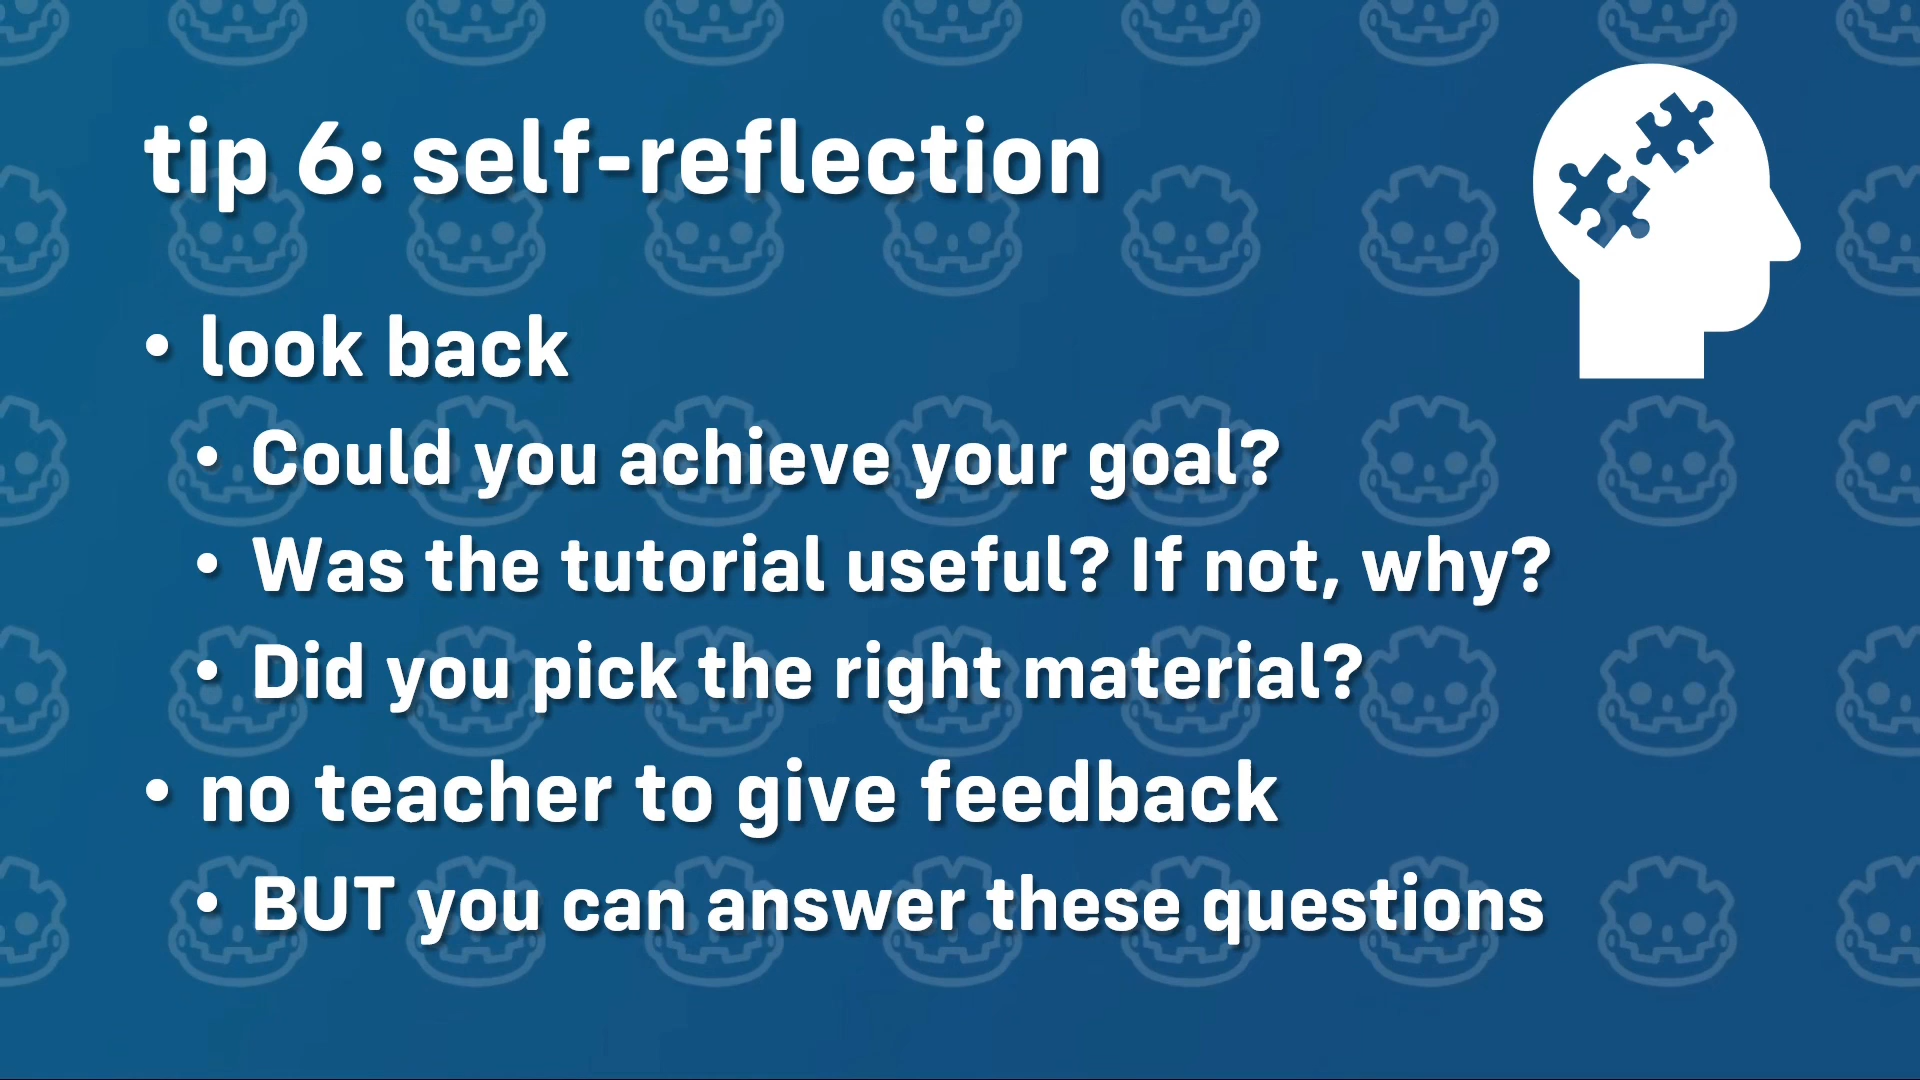 tip 6: self-reflection
• look back
• Could you achieve your goal?
• Was the tutorial useful? If not, why?
• Did you pick the right material?
• no teacher to give feedback
• BUT you can answer these questions